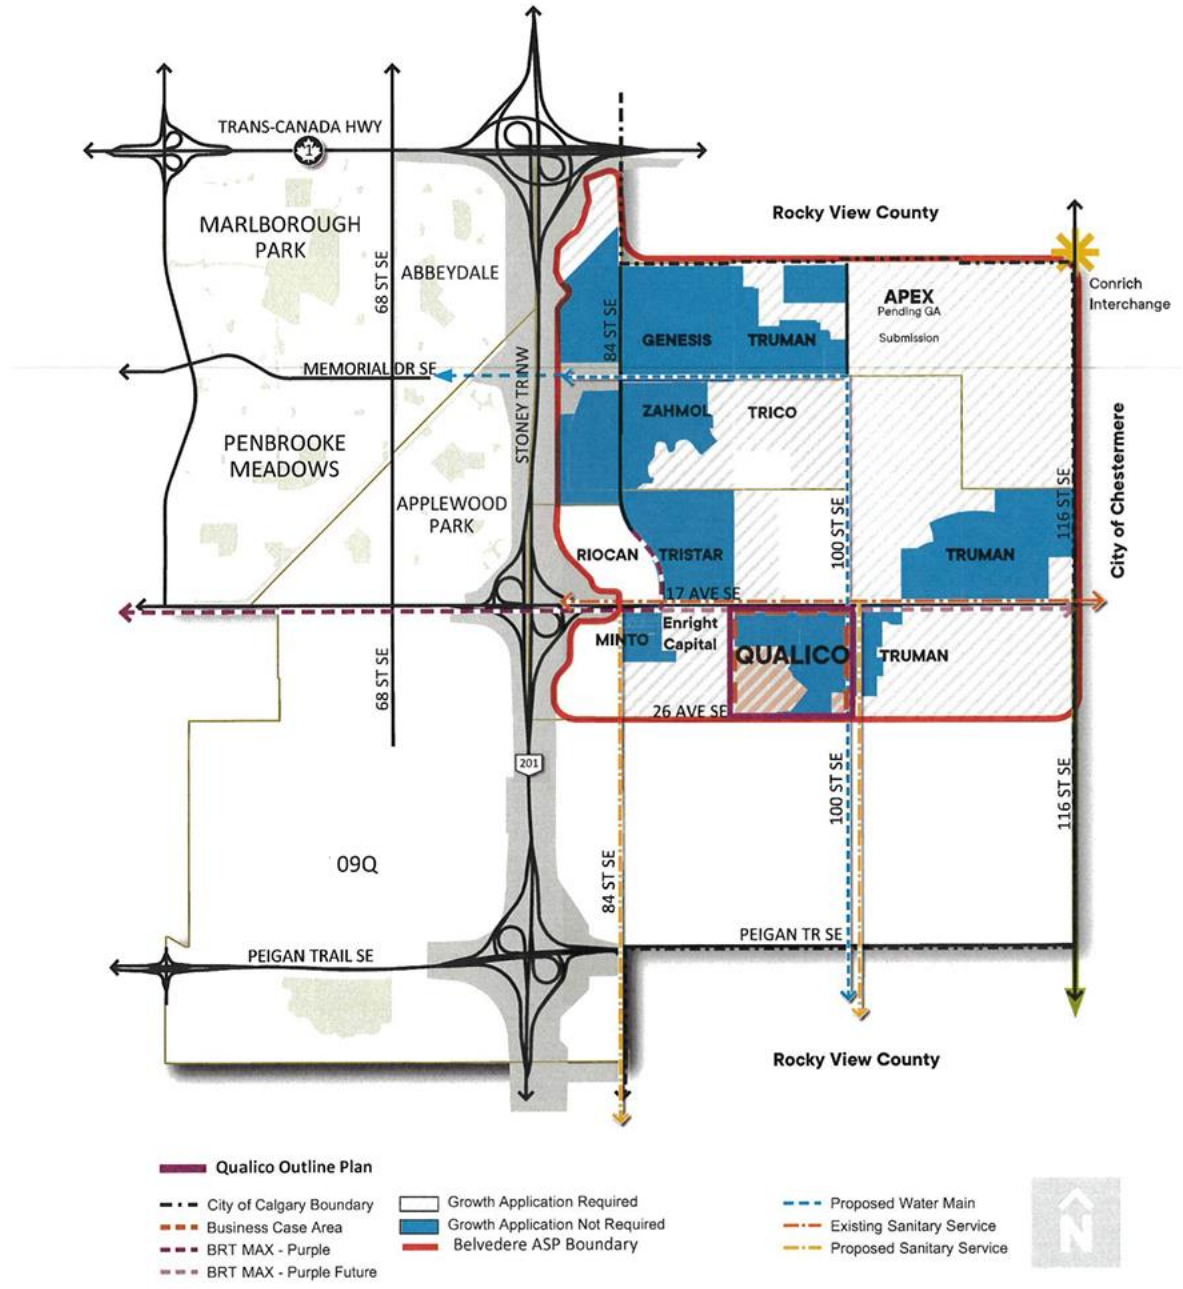 TRANS-CANADA HWY
1
MARLBOROUGH
PARK
68 ST SE
ABBEYDALE
Rocky View County
Conrich
Interchange
APEX
Pending GA
Submission
84 ST SE
GENESIS
TRUMAN
MEMORIAL DR SE
STONEY TR NW
ZAHMOL
TRICO
PENBROOKE
MEADOWS
APPLEWOOD
PARK
City of Chestermere
116 ST SE
100 ST SE
RIOCAN
TRISTAR
TRUMAN
17 AVE SE
MINTO
Enright
Capital
QUALICO
TRUMAN
68 ST SE
26 AVE SE
201
100 ST SE
116 ST SE
09Q
84 ST SE
PEIGAN TR SE
PEIGAN TRAIL SE
Rocky View County
Qualico Outline Plan
City of Calgary Boundary
Business Case Area
BRT MAX - Purple
BRT MAX - Purple Future
Growth Application Required
Growth Application Not Required
Belvedere ASP Boundary
Proposed Water Main
Existing Sanitary Service
Proposed Sanitary Service
N